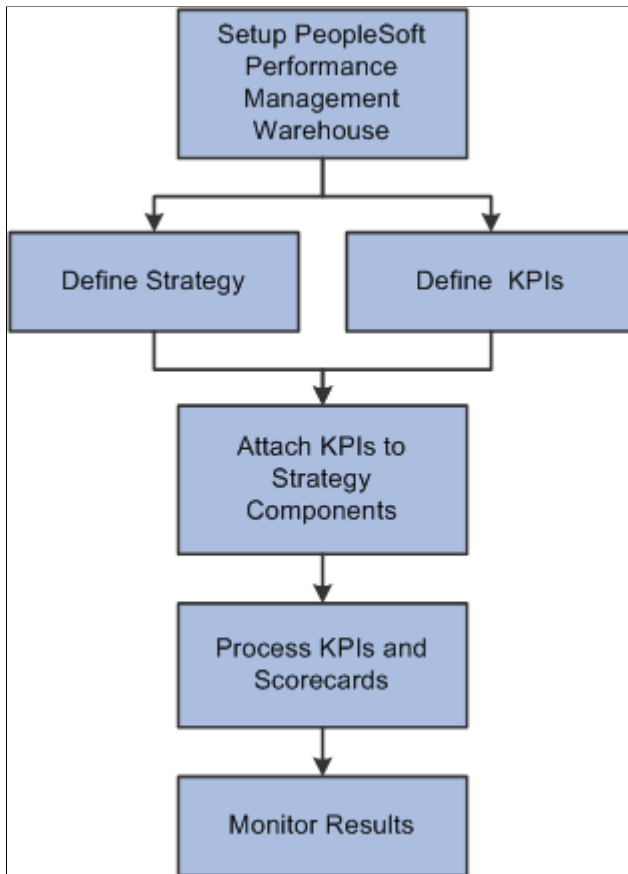 Setup PeopleSoft
Performance
Management
Warehouse
Define Strategy
Define KPIs
Attach KPIs to
Strategy
Components
Process KPIs and
Scorecards
Monitor Results